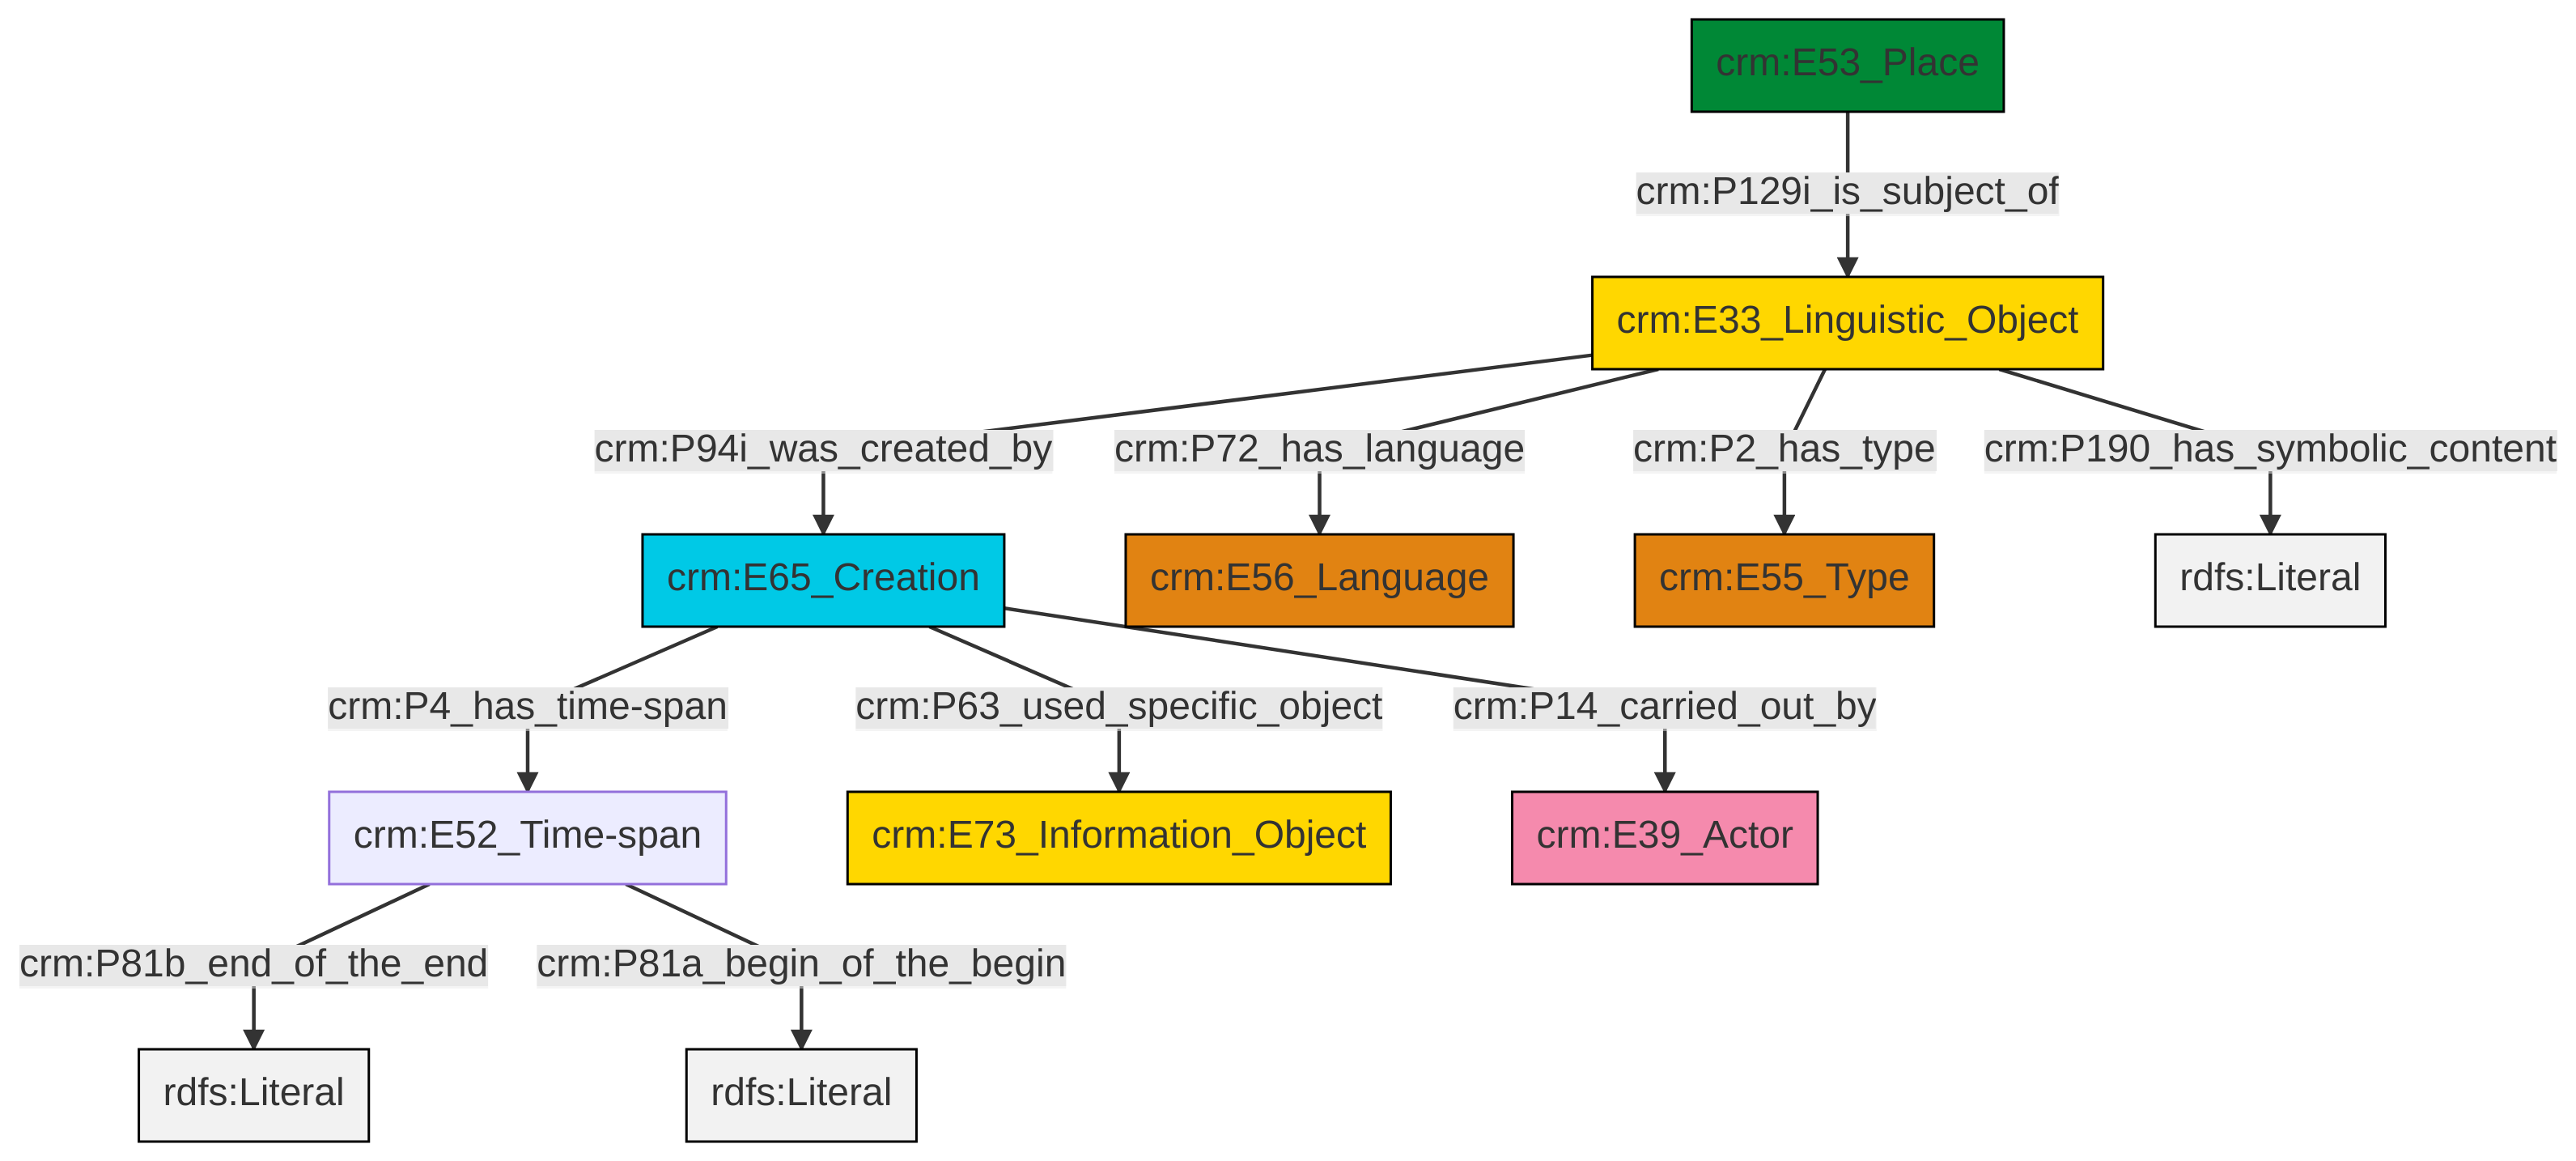 crm:E53_Place
crm:P129i_is_subject_of
crm:E33_Linguistic_Object
crm:P94i_was_created_by
crm:P72_has_language
crm:P2_has_type
crm:P190_has_symbolic_content
crm:E65_Creation
crm:E56_Language
crm:E55_Type
rdfs:Literal
crm:P4_has_time-span
crm:P63_used_specific_object
crm:P14_carried_out_by
crm:E52_Time-span
crm:E73_Information_Object
crm:E39_Actor
crm:P81b_end_of_the_end
crm:P81a_begin_of_the_begin
rdfs:Literal
rdfs:Literal